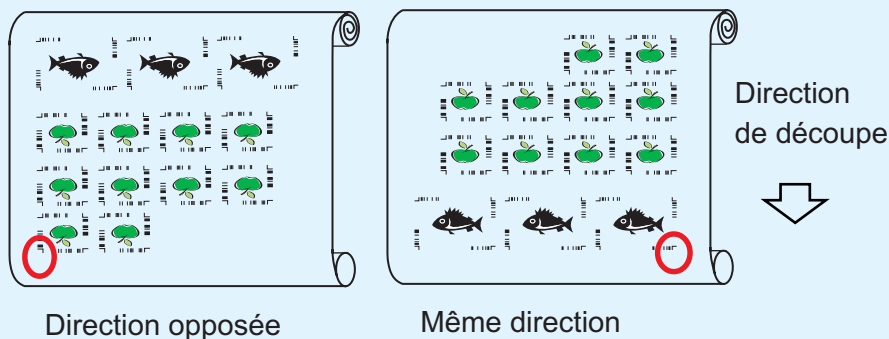 Direction
de découpe
Direction opposée
Même direction